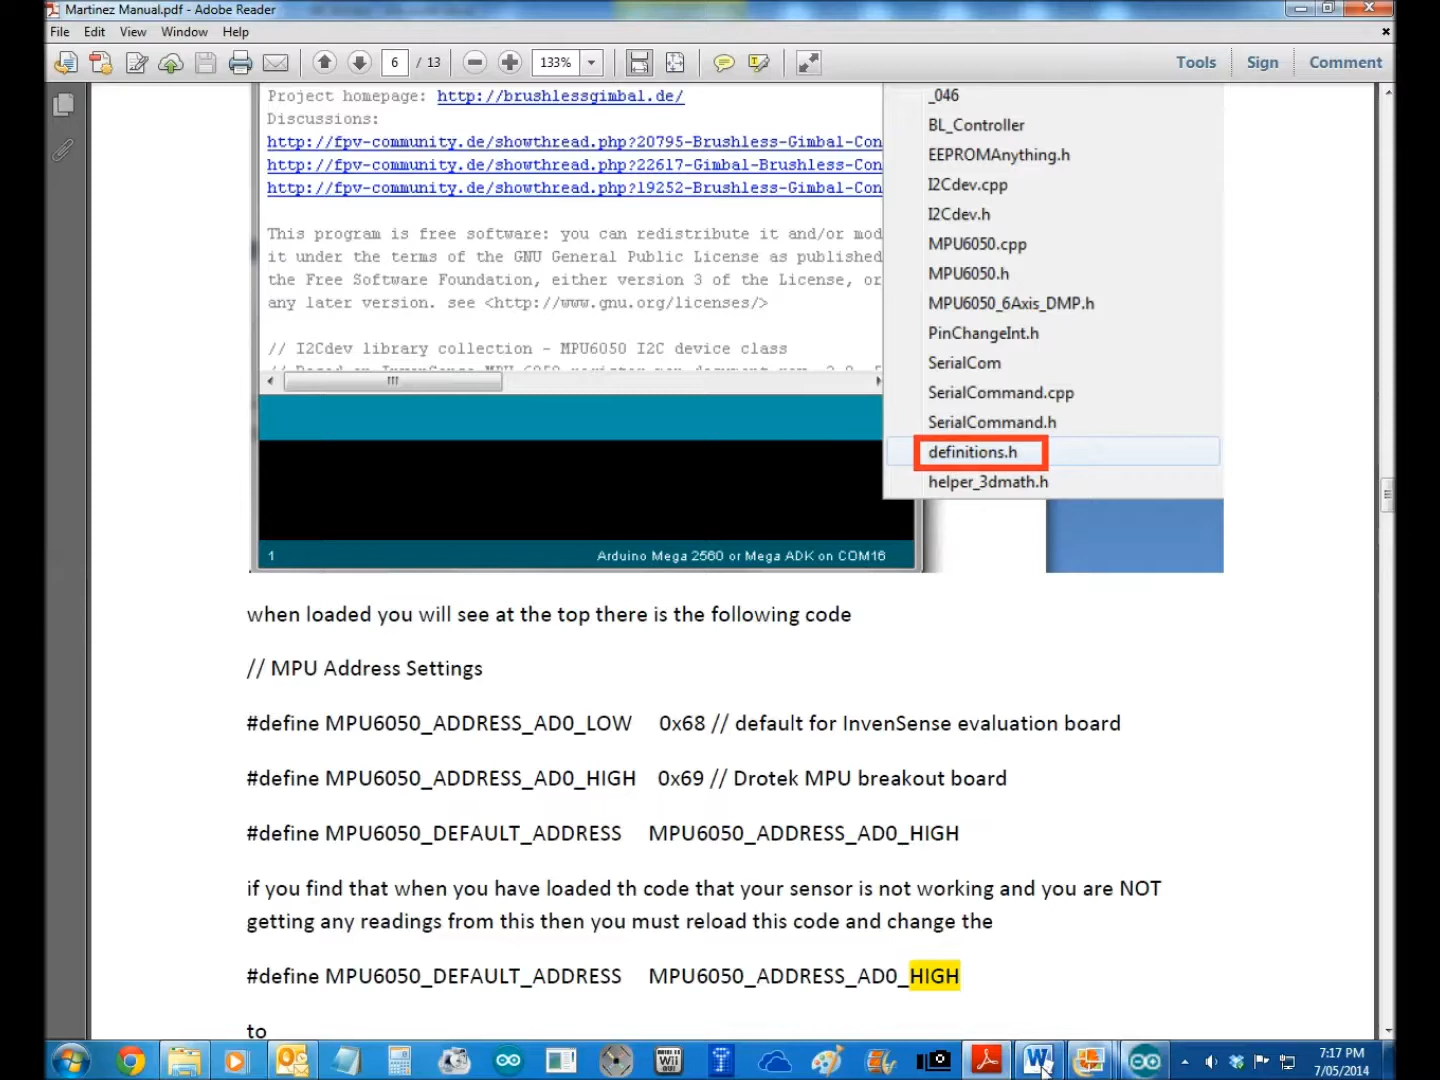 Martinez Manual.pdf - Adobe Reader
File Edit View Window Help
6 / 13 133% Tools Sign Comment
Project homepage: http://brushlessgimbal.de/
Discussions:
http://fpv-community.de/showthread.php?20795-Brushless-Gimbal-Con
http://fpv-community.de/showthread.php?22617-Gimbal-Brushless-Con
http://fpv-community.de/showthread.php?19252-Brushless-Gimbal-Con
This program is free software: you can redistribute it and/or mod
it under the terms of the GNU General Public License as published
the Free Software Foundation, either version 3 of the License, or
any later version. see <http://www.gnu.org/licenses/>
// I2Cdev library collection - MPU6050 I2C device class
_046
BL_Controller
EEPROMAnything.h
I2Cdev.cpp
I2Cdev.h
MPU6050.cpp
MPU6050.h
MPU6050_6Axis_DMP.h
PinChangeInt.h
SerialCom
SerialCommand.cpp
SerialCommand.h
definitions.h
helper_3dmath.h
1 Arduino Mega 2560 or Mega ADK on COM16
when loaded you will see at the top there is the following code
// MPU Address Settings
#define MPU6050_ADDRESS_AD0_LOW 0x68 // default for InvenSense evaluation board
#define MPU6050_ADDRESS_AD0_HIGH 0x69 // Drotek MPU breakout board
#define MPU6050_DEFAULT_ADDRESS MPU6050_ADDRESS_AD0_HIGH
if you find that when you have loaded th code that your sensor is not working and you are NOT
getting any readings from this then you must reload this code and change the
#define MPU6050_DEFAULT_ADDRESS MPU6050_ADDRESS_AD0_HIGH
to
Wii
7:17 PM
7/05/2014